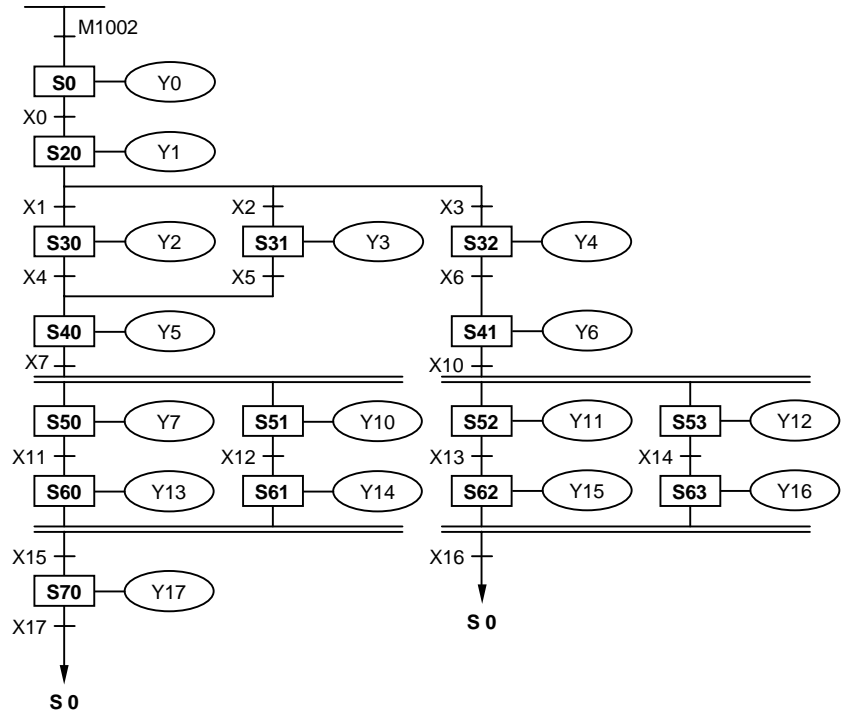 M1002
S0 Y0
X0
S20 Y1
X1 X2 X3
S30 Y2 S31 Y3 S32 Y4
X4 X5 X6
S40 Y5 S41 Y6
X7 X10
S50 Y7 S51 Y10 S52 Y11 S53 Y12
X11 X12 X13 X14
S60 Y13 S61 Y14 S62 Y15 S63 Y16
X15 X16
S70 Y17
S 0
X17
S 0